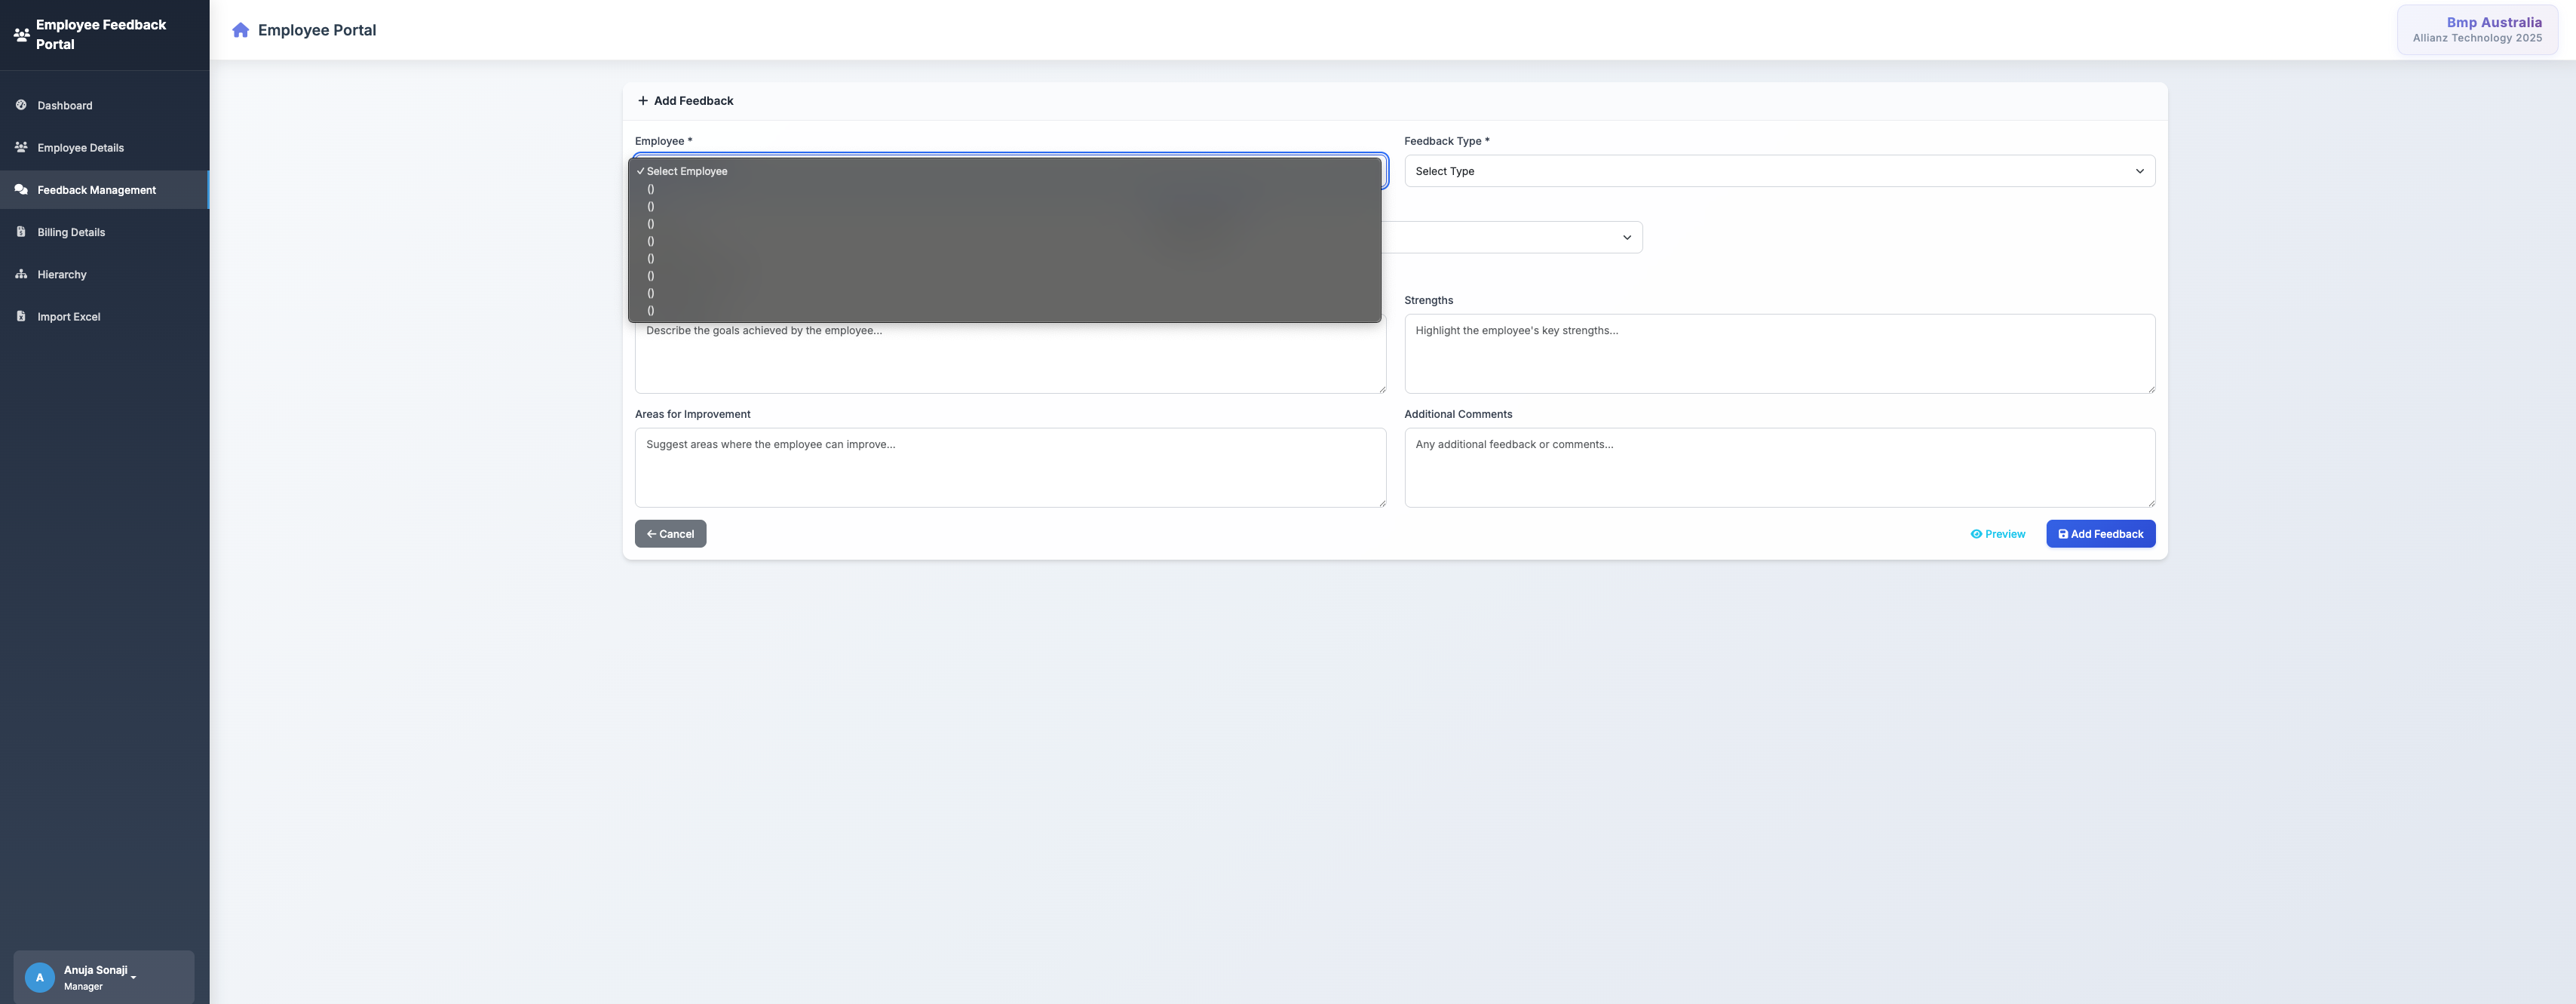 Employee Feedback
Portal
Dashboard
Employee Details
Feedback Management
Billing Details
Hierarchy
Import Excel
Anuja Sonaji
Manager
A
Employee Portal
Bmp Australia
Allianz Technology 2025
Add Feedback
Employee *
Select Employee
()
()
()
()
()
()
()
()
Feedback Type *
Select Type
Describe the goals achieved by the employee...
Strengths
Highlight the employee's key strengths...
Areas for Improvement
Suggest areas where the employee can improve...
Additional Comments
Any additional feedback or comments...
Cancel
Preview
Add Feedback